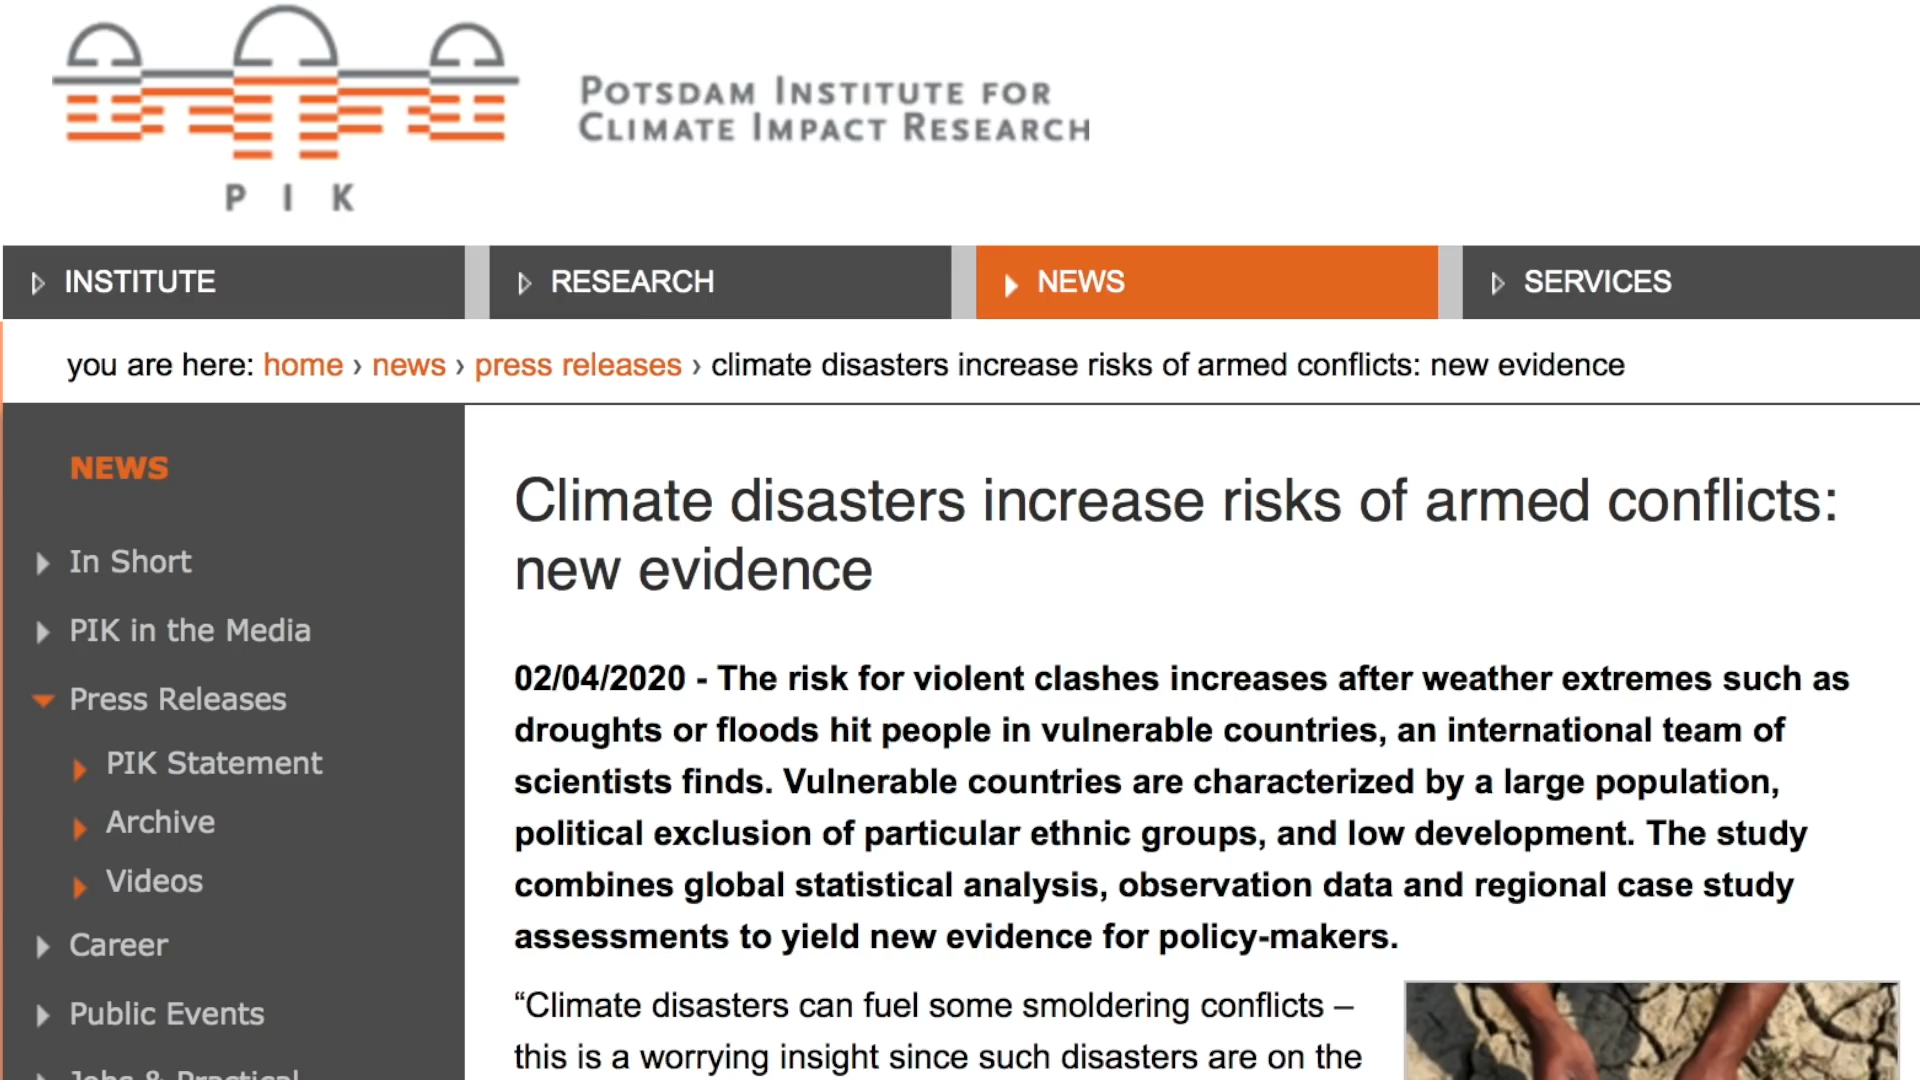 POTSDAM INSTITUTE FOR
CLIMATE IMPACT RESEARCH
P I K
INSTITUTE
RESEARCH
NEWS
SERVICES
you are here: home › news › press releases › climate disasters increase risks of armed conflicts: new evidence
NEWS
In Short
PIK in the Media
Press Releases
PIK Statement
Archive
Videos
Career
Public Events
Jobs & Practical
Climate disasters increase risks of armed conflicts:
new evidence
02/04/2020 - The risk for violent clashes increases after weather extremes such as
droughts or floods hit people in vulnerable countries, an international team of
scientists finds. Vulnerable countries are characterized by a large population,
political exclusion of particular ethnic groups, and low development. The study
combines global statistical analysis, observation data and regional case study
assessments to yield new evidence for policy-makers.
“Climate disasters can fuel some smoldering conflicts –
this is a worrying insight since such disasters are on the